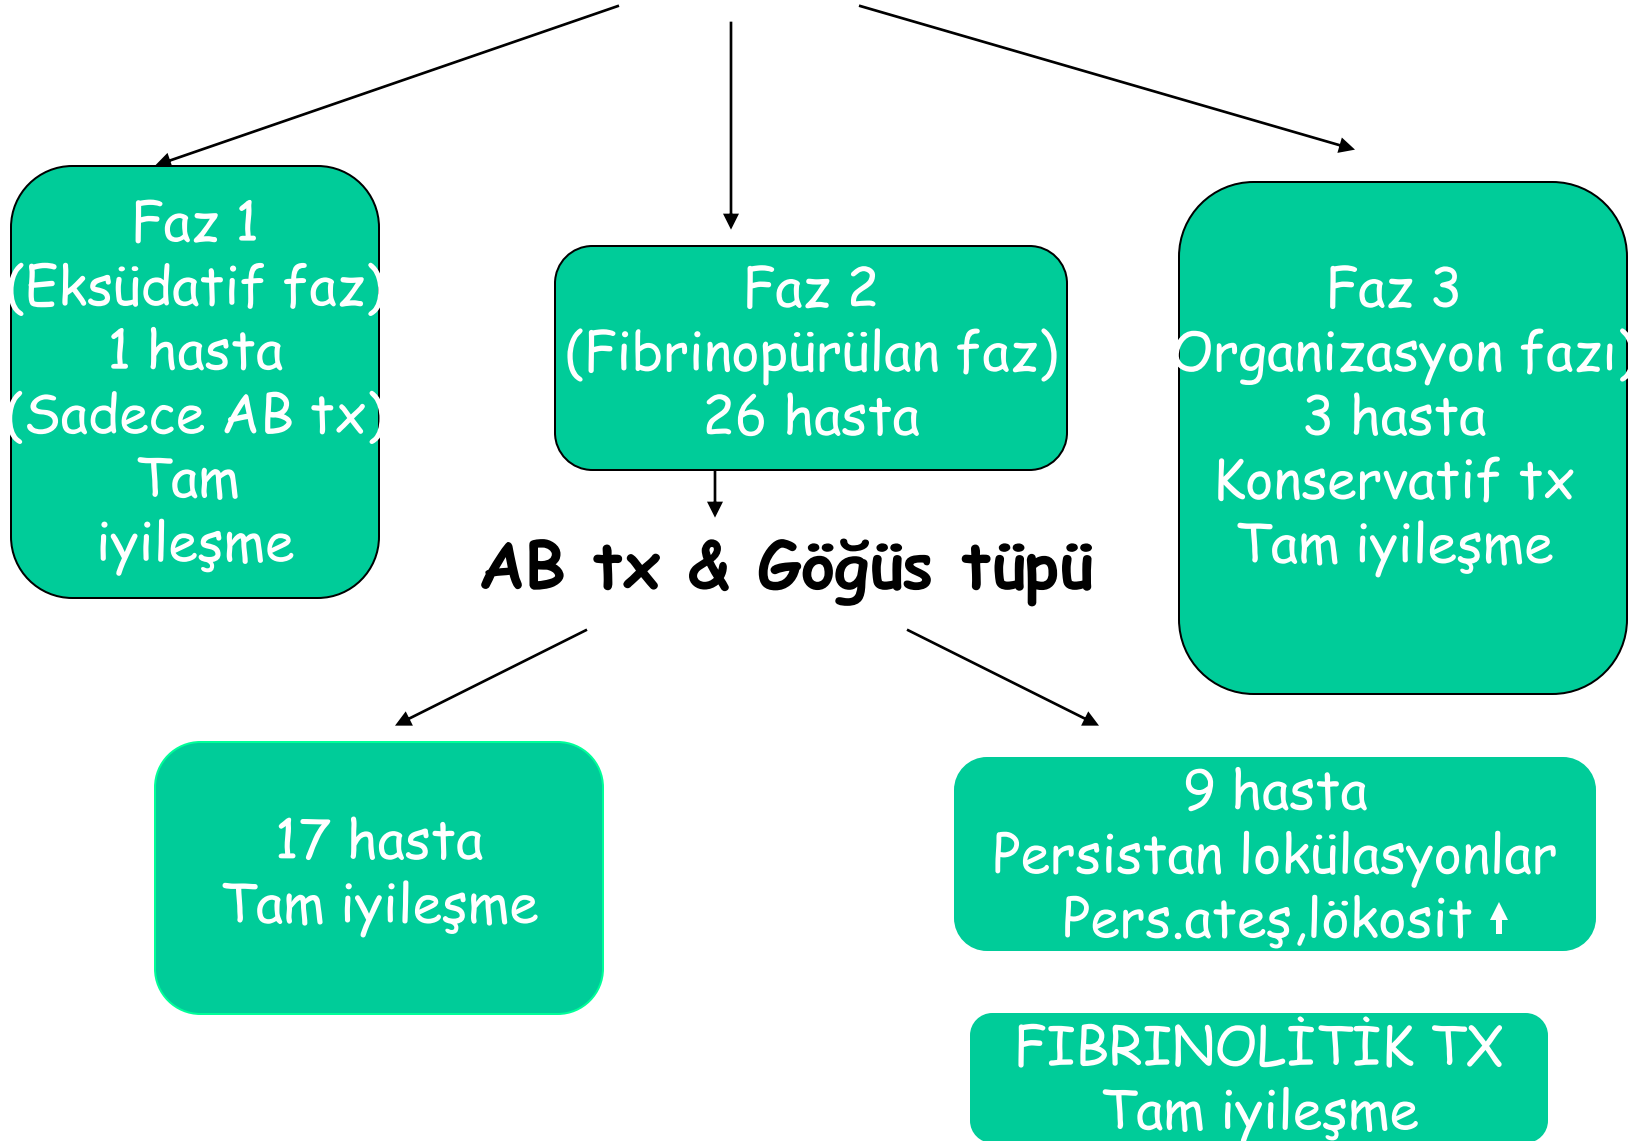 Faz 1
(Eksüdatif faz)
1 hasta
(Sadece AB tx)
Tam
iyileşme
Faz 2
(Fibrinopürülan faz)
26 hasta
Faz 3
Organizasyon fazı)
3 hasta
Konservatif tx
Tam iyileşme
AB tx & Göğüs tüpü
17 hasta
Tam iyileşme
9 hasta
Persistan lokülasyonlar
Pers.ateş,lökosit
FIBRINOLİTİK TX
Tam iyileşme